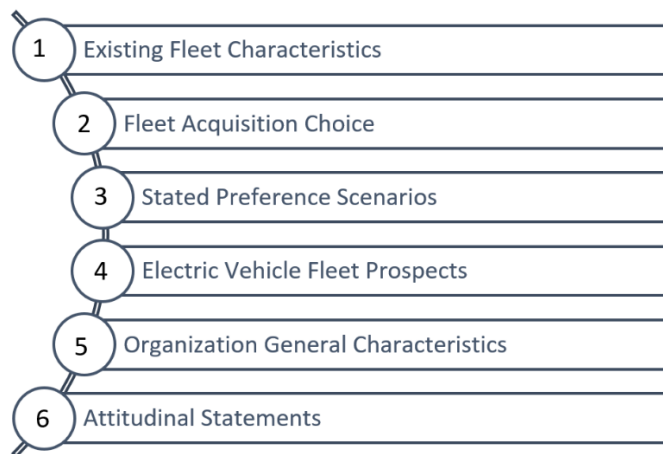 1 Existing Fleet Characteristics
2 Fleet Acquisition Choice
3 Stated Preference Scenarios
4 Electric Vehicle Fleet Prospects
5 Organization General Characteristics
6 Attitudinal Statements